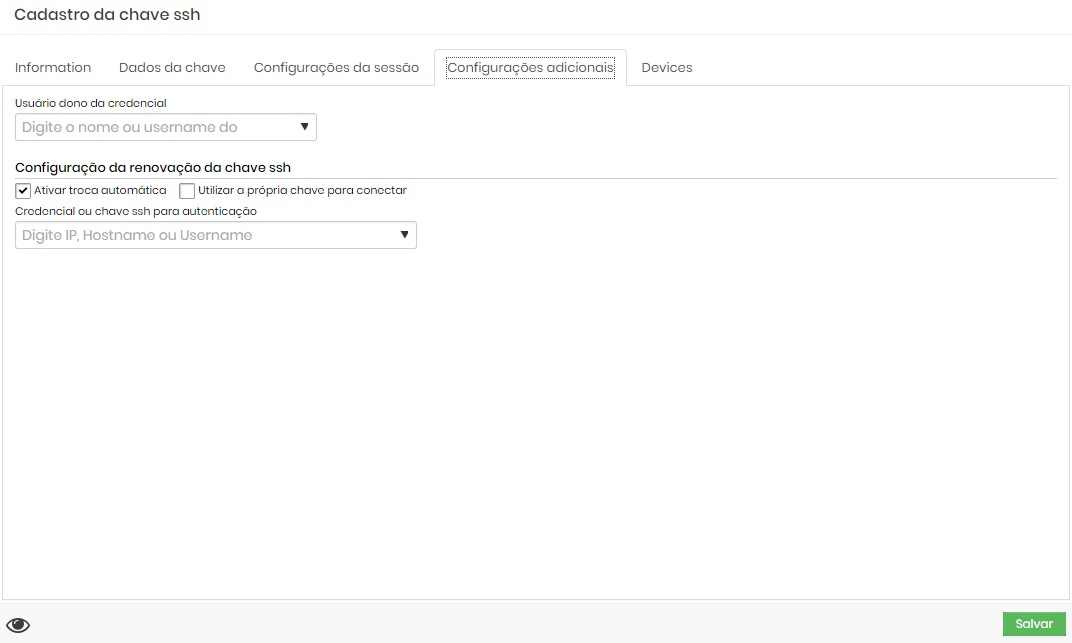 Cadastro da chave ssh
Information Dados da chave Configurações da sessão Configurações adicionais Devices
Usuário dono da credencial
Digite o nome ou username do
Configuração da renovação da chave ssh
Ativar troca automática Utilizar a própria chave para conectar
Credencial ou chave ssh para autenticação
Digite IP, Hostname ou Username
Salvar